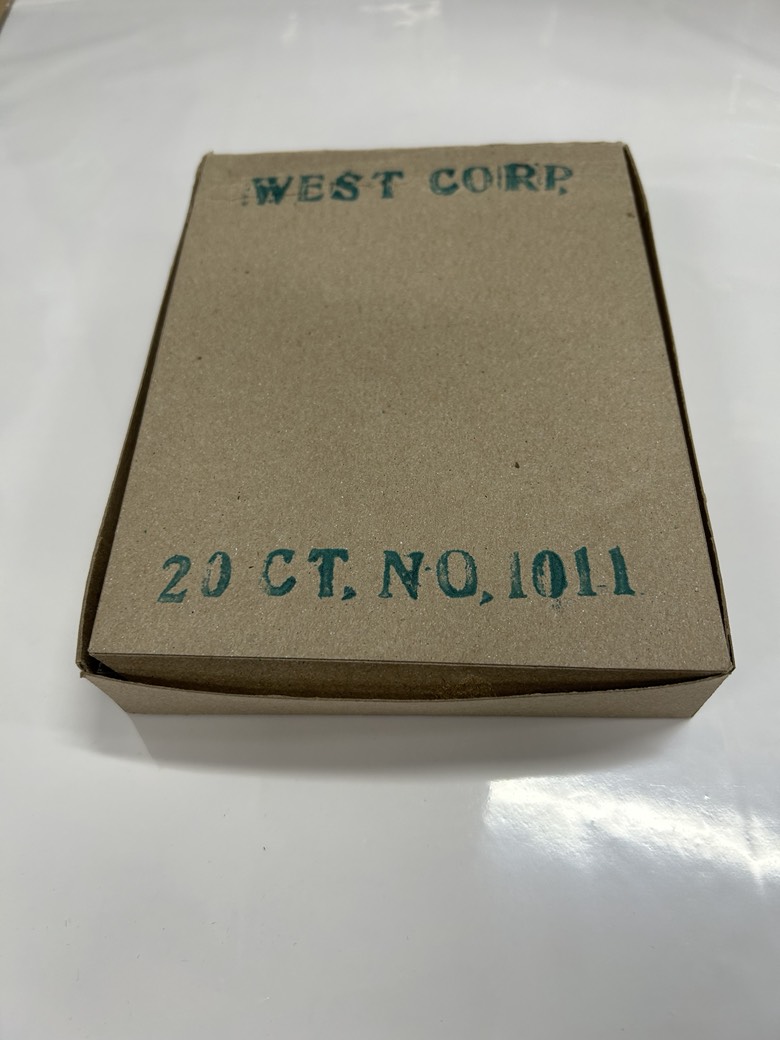 WEST CORP.
20 CT. NO, 1011